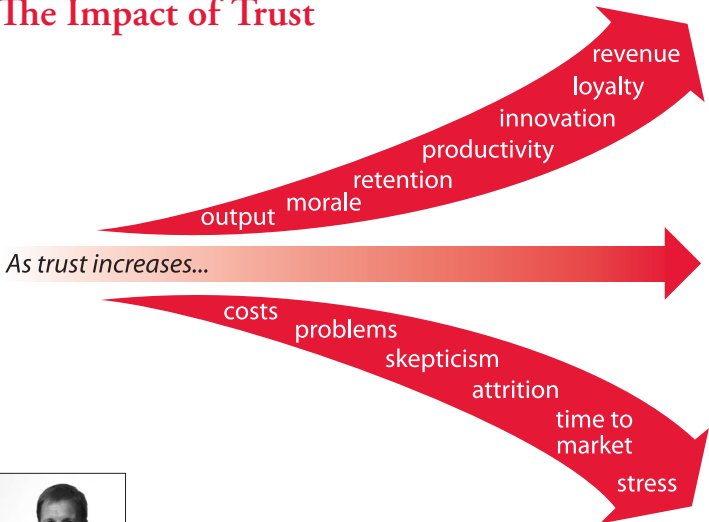 The Impact of Trust
revenue
loyalty
innovation
productivity
retention
morale
output
As trust increases...
costs
problems
skepticism
attrition
time to
market
stress